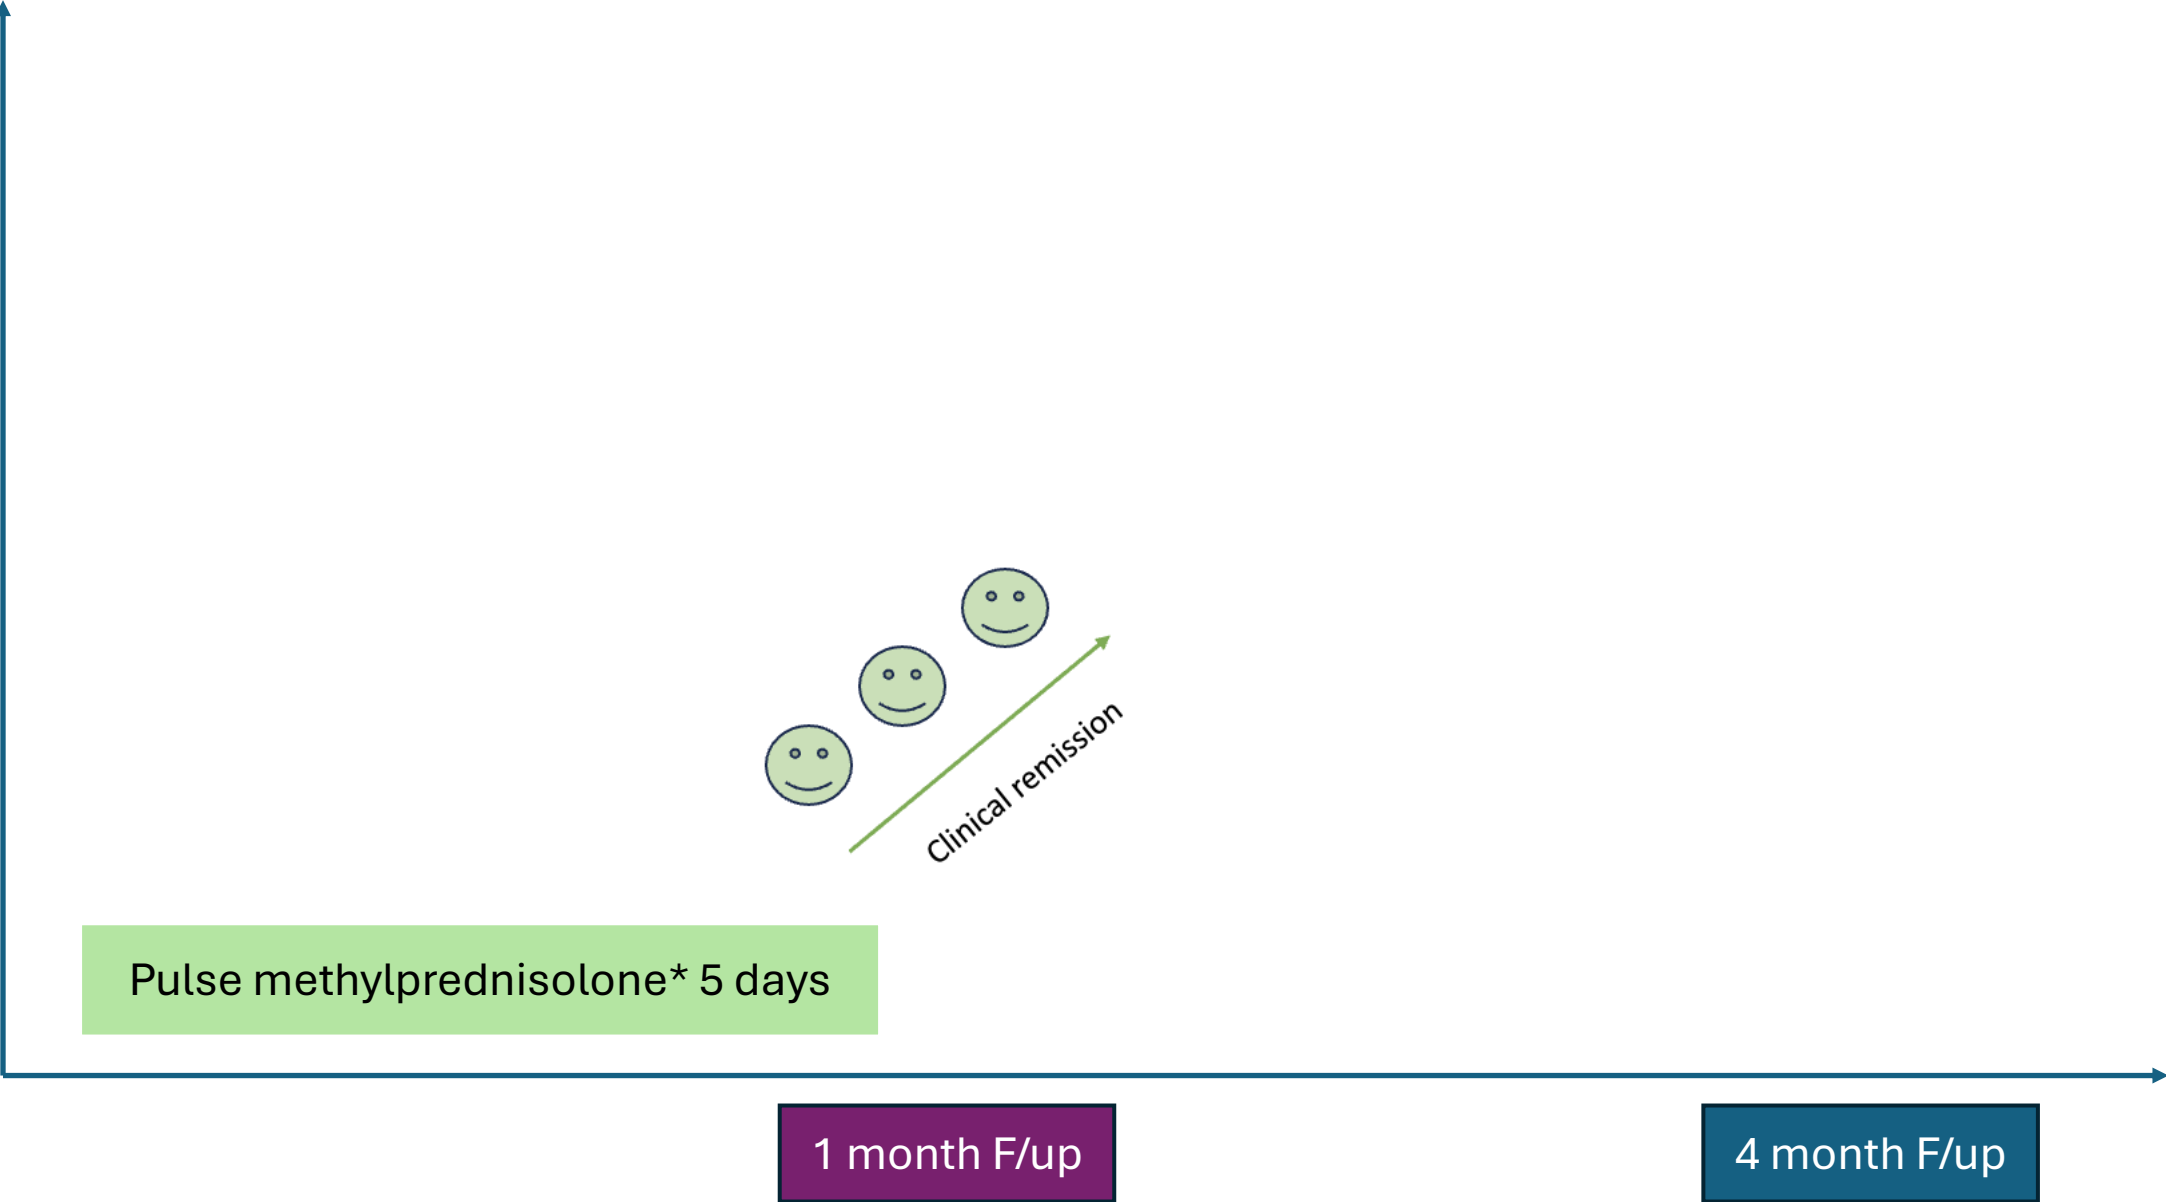 Clinical remission
Pulse methylprednisolone* 5 days
1 month F/up
4 month F/up